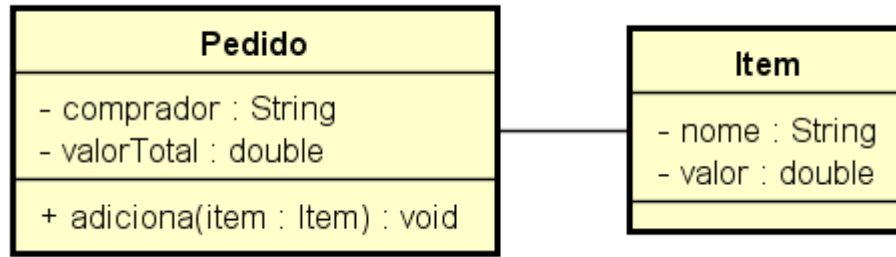 Pedido
- comprador : String
- valorTotal : double
+ adiciona(item : Item) : void
Item
- nome : String
- valor : double